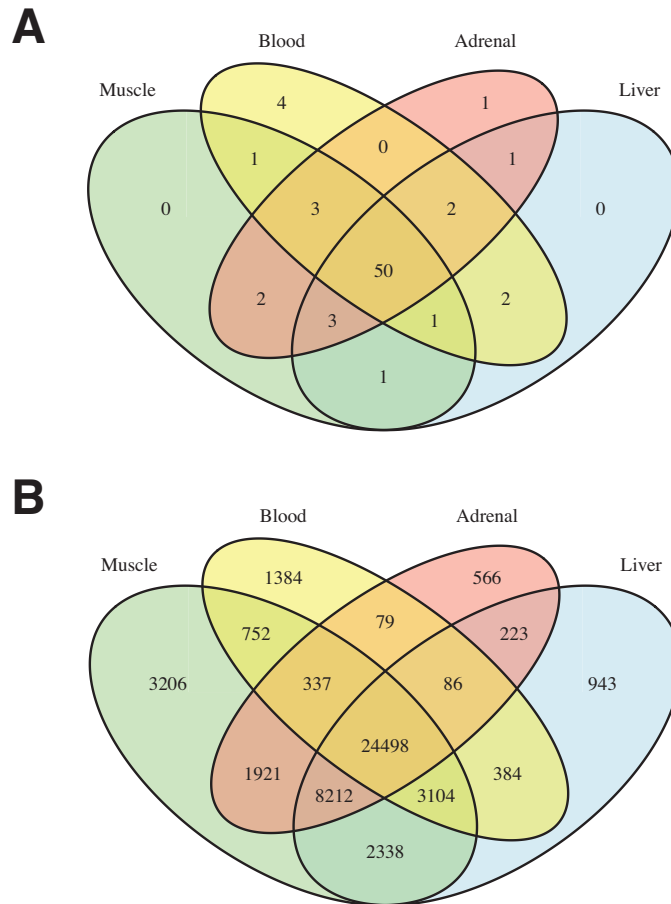 A
Blood Adrenal
Muscle Liver
4 1
1 0 1
0 3 2 0
50
2 3 1 2
1
B
Blood Adrenal
Muscle Liver
1384 566
752 79 223
3206 337 86 943
24498
1921 8212 3104 384
2338